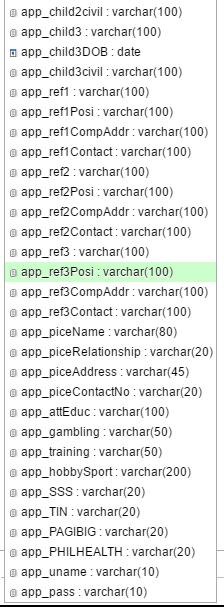 app_child2civil : varchar(100)
app_child3 : varchar(100)
app_child3DOB : date
app_child3civil : varchar(100)
app_ref1 : varchar(100)
app_ref1Posi : varchar(100)
app_ref1CompAddr : varchar(100)
app_ref1Contact : varchar(100)
app_ref2 : varchar(100)
app_ref2Posi : varchar(100)
app_ref2CompAddr : varchar(100)
app_ref2Contact : varchar(100)
app_ref3 : varchar(100)
app_ref3Posi : varchar(100)
app_ref3CompAddr : varchar(100)
app_ref3Contact : varchar(100)
app_piceName : varchar(80)
app_piceRelationship : varchar(20)
app_piceAddress : varchar(45)
app_piceContactNo : varchar(20)
app_attEduc : varchar(100)
app_gambling : varchar(50)
app_training : varchar(50)
app_hobbySport : varchar(200)
app_SSS : varchar(20)
app_TIN : varchar(20)
app_PAGIBIG : varchar(20)
app_PHILHEALTH : varchar(20)
app_uname : varchar(10)
app_pass : varchar(10)